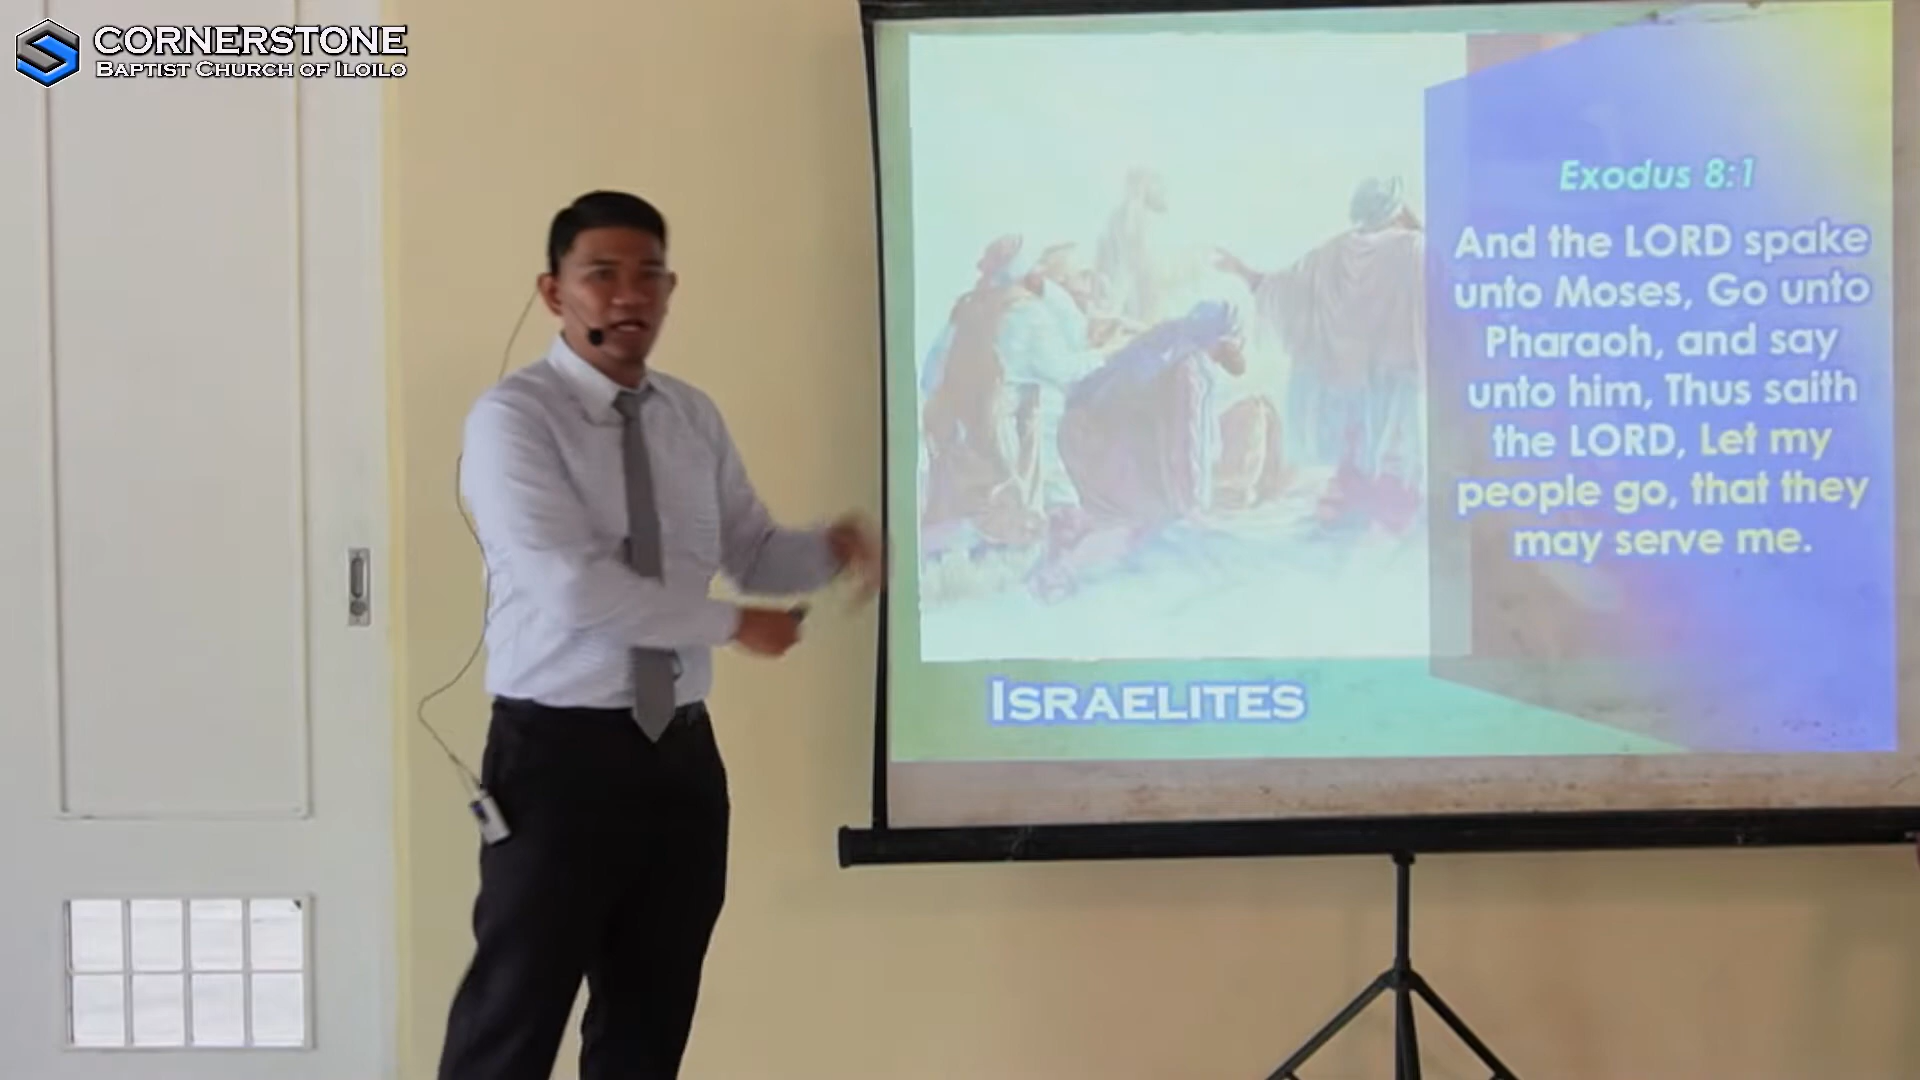 CORNERSTONE
BAPTIST CHURCH OF ILOILO
Exodus 8:1
And the LORD spake
unto Moses, Go unto
Pharaoh, and say
unto him, Thus saith
the LORD, Let my
people go, that they
may serve me.
ISRAELITES